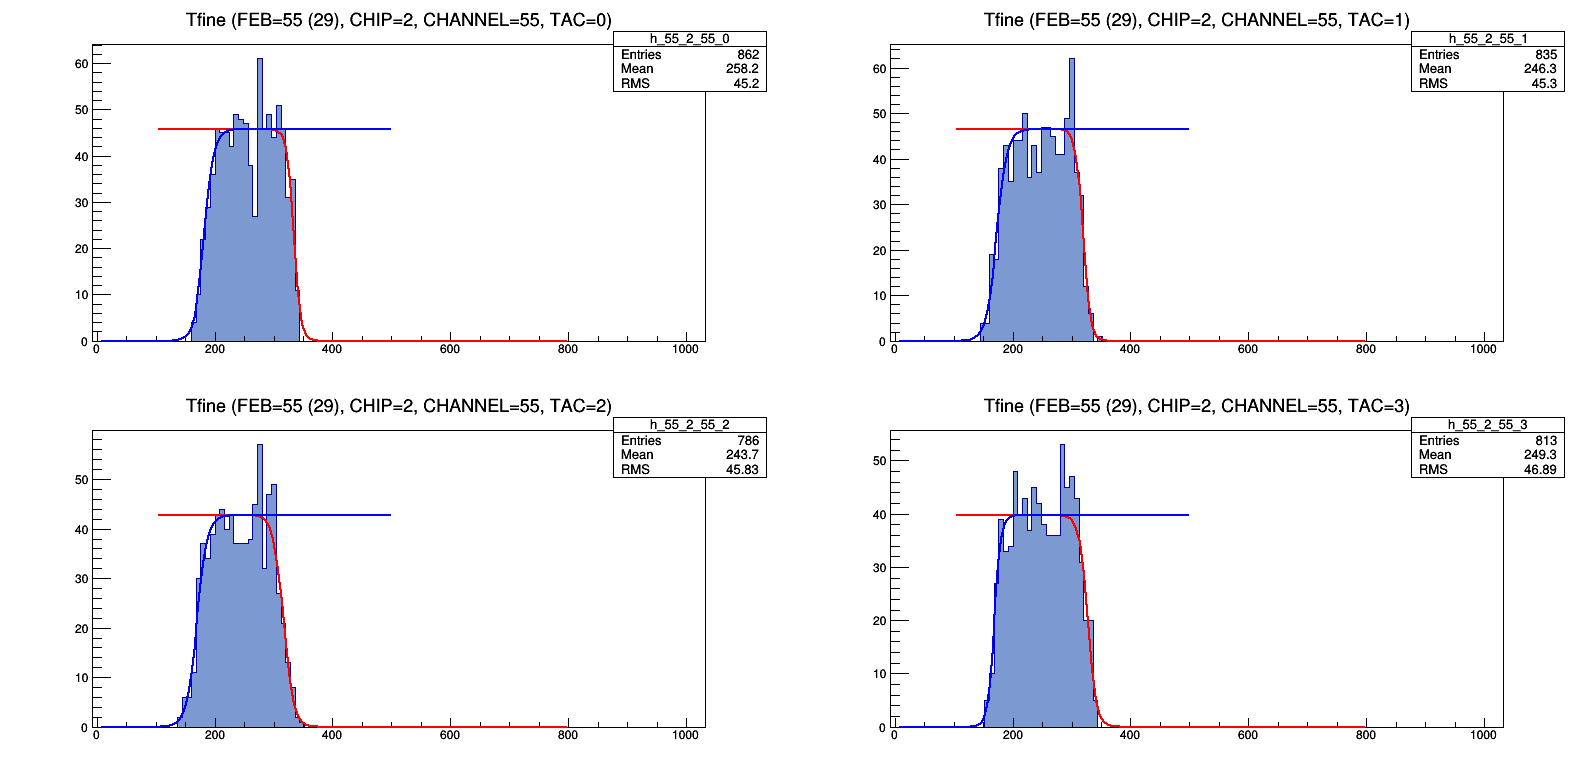 Tfine (FEB=55 (29), CHIP=2, CHANNEL=55, TAC=0)
h_55_2_55_0
Entries 862
Mean 258.2
RMS 45.2
60
50
40
30
20
10
0
0 200 400 600 800 1000
Tfine (FEB=55 (29), CHIP=2, CHANNEL=55, TAC=1)
h_55_2_55_1
Entries 835
Mean 246.3
RMS 45.3
60
50
40
30
20
10
0
0 200 400 600 800 1000
Tfine (FEB=55 (29), CHIP=2, CHANNEL=55, TAC=2)
h_55_2_55_2
Entries 786
Mean 243.7
RMS 45.83
50
40
30
20
10
0
0 200 400 600 800 1000
Tfine (FEB=55 (29), CHIP=2, CHANNEL=55, TAC=3)
h_55_2_55_3
Entries 813
Mean 249.3
RMS 46.89
50
40
30
20
10
0
0 200 400 600 800 1000